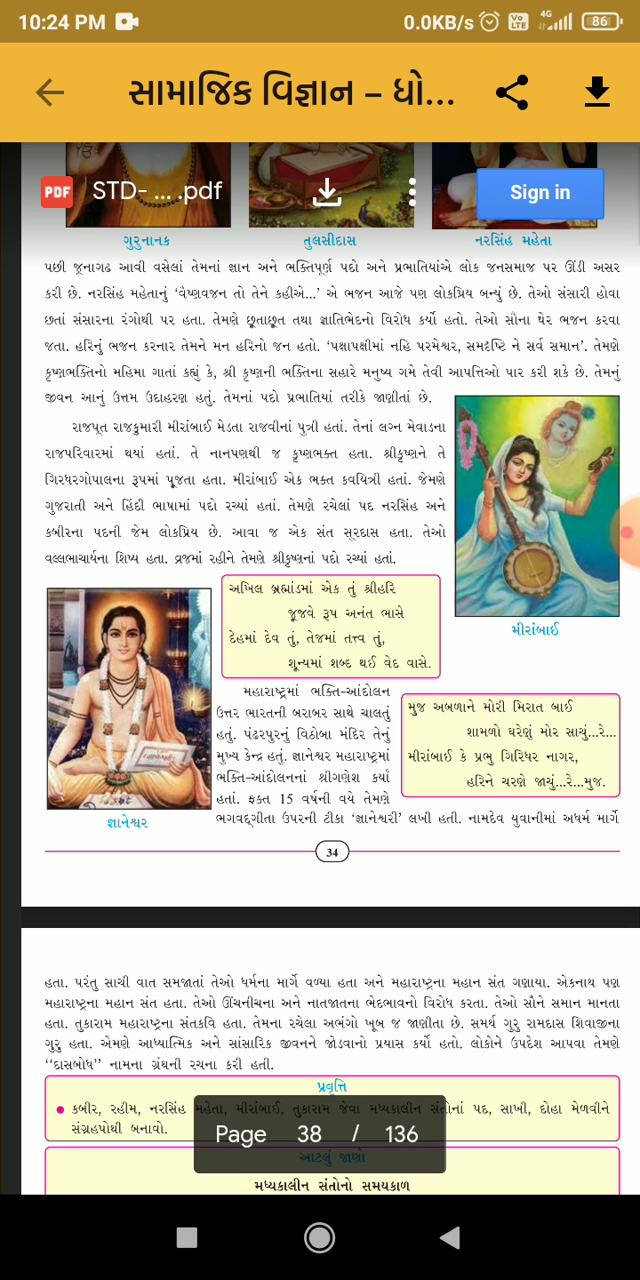 10:24 PM
0.0KB/s
Vo LTE
4G
86
સામાજિક વિજ્ઞાન – ધો...
PDF
STD- ... .pdf
Sign in
ગુરુનાનક
તુલસીદાસ
નરસિંહ મહેતા
પછી જૂનાગઢ આવી વસેલાં તેમનાં જ્ઞાન અને ભક્તિપૂર્ણ પદો અને પ્રભાતિયાંએ લોક જનસમાજ પર ઊંડી અસર
કરી છે. નરસિંહ મહેતાનું ‘વૈષ્ણવજન તો તેને કહીએ...’ એ ભજન આજે પણ લોકપ્રિય બન્યું છે. તેઓ સંસારી હોવા
છતાં સંસારના રંગોથી પર હતા. તેમણે છૂતાછૂત તથા જ્ઞાતિભેદનો વિરોધ કર્યો હતો. તેઓ સૌના ઘેર ભજન કરવા
જતા. હરિનું ભજન કરનાર તેમને મન હરિનો જન હતો. ‘પક્ષાપક્ષીમાં નહિ પરમેશ્વર, સમદૃષ્ટિ ને સર્વ સમાન’. તેમણે
કૃષ્ણભક્તિનો મહિમા ગાતાં કહ્યું કે, શ્રી કૃષ્ણની ભક્તિના સહારે મનુષ્ય ગમે તેવી આપત્તિઓ પાર કરી શકે છે. તેમનું
જીવન આનું ઉત્તમ ઉદાહરણ હતું. તેમનાં પદો પ્રભાતિયાં તરીકે જાણીતાં છે.
રાજપૂત રાજકુમારી મીરાંબાઈ મેડતા રાજવીનાં પુત્રી હતાં. તેનાં લગ્ન મેવાડના
રાજપરિવારમાં થયાં હતાં. તે નાનપણથી જ કૃષ્ણભક્ત હતા. શ્રીકૃષ્ણને તે
ગિરધરગોપાલના રૂપમાં પૂજતા હતા. મીરાંબાઈ એક ભક્ત કવયિત્રી હતાં. જેમણે
ગુજરાતી અને હિંદી ભાષામાં પદો રચ્યાં હતાં. તેમણે રચેલાં પદ નરસિંહ અને
કબીરના પદની જેમ લોકપ્રિય છે. આવા જ એક સંત સૂરદાસ હતા. તેઓ
વલ્લભાચાર્યના શિષ્ય હતા. વ્રજમાં રહીને તેમણે શ્રીકૃષ્ણનાં પદો રચ્યાં હતાં.
મીરાંબાઈ
અખિલ બ્રહ્માંડમાં એક તું શ્રીહરિ
જૂજવે રૂપ અનંત ભાસે
દેહમાં દેવ તું, તેજમાં તત્ત્વ તું,
શૂન્યમાં શબ્દ થઈ વેદ વાસે.
મહારાષ્ટ્રમાં ભક્તિ-આંદોલન
ઉત્તર ભારતની બરાબર સાથે ચાલતું
હતું. પંઢરપુરનું વિઠોબા મંદિર તેનું
મુખ્ય કેન્દ્ર હતું. જ્ઞાનેશ્વર મહારાષ્ટ્રમાં
ભક્તિ-આંદોલનનાં શ્રીગણેશ કર્યાં
હતાં. ફક્ત 15 વર્ષની વયે તેમણે
ભગવદ્‌ગીતા ઉપરની ટીકા ‘જ્ઞાનેશ્વરી’ લખી હતી. નામદેવ યુવાનીમાં અધર્મ માર્ગે
મુજ અબળાને મોરી મિરાત બાઈ
શામળો ઘરેણું મોર સાચું...રે...
મીરાંબાઈ કે પ્રભુ ગિરિધર નાગર,
હરિને ચરણે જાચું...રે...મુજ.
જ્ઞાનેશ્વર
34
હતા. પરંતુ સાચી વાત સમજાતાં તેઓ ધર્મના માર્ગે વળ્યા હતા અને મહારાષ્ટ્રના મહાન સંત ગણાયા. એકનાથ પણ
મહારાષ્ટ્રના મહાન સંત હતા. તેઓ ઊંચનીચના અને નાતજાતના ભેદભાવનો વિરોધ કરતા. તેઓ સૌને સમાન માનતા
હતા. તુકારામ મહારાષ્ટ્રના સંતકવિ હતા. તેમના રચેલા અભંગો ખૂબ જ જાણીતા છે. સમર્થ ગુરુ રામદાસ શિવાજીના
ગુરુ હતા. એમણે આધ્યાત્મિક અને સાંસારિક જીવનને જોડવાનો પ્રયાસ કર્યો હતો. લોકોને ઉપદેશ આપવા તેમણે
‘‘દાસબોધ’’ નામના ગ્રંથની રચના કરી હતી.
પ્રવૃત્તિ
● કબીર, રહીમ, નરસિંહ મહેતા, મીરાંબાઈ, તુકારામ જેવા મધ્યકાલીન સંતોનાં પદ, સાખી, દોહા મેળવીને
સંગ્રહપોથી બનાવો.
Page 38 / 136
આટલું જાણો
મધ્યકાલીન સંતોનો સમયકાળ